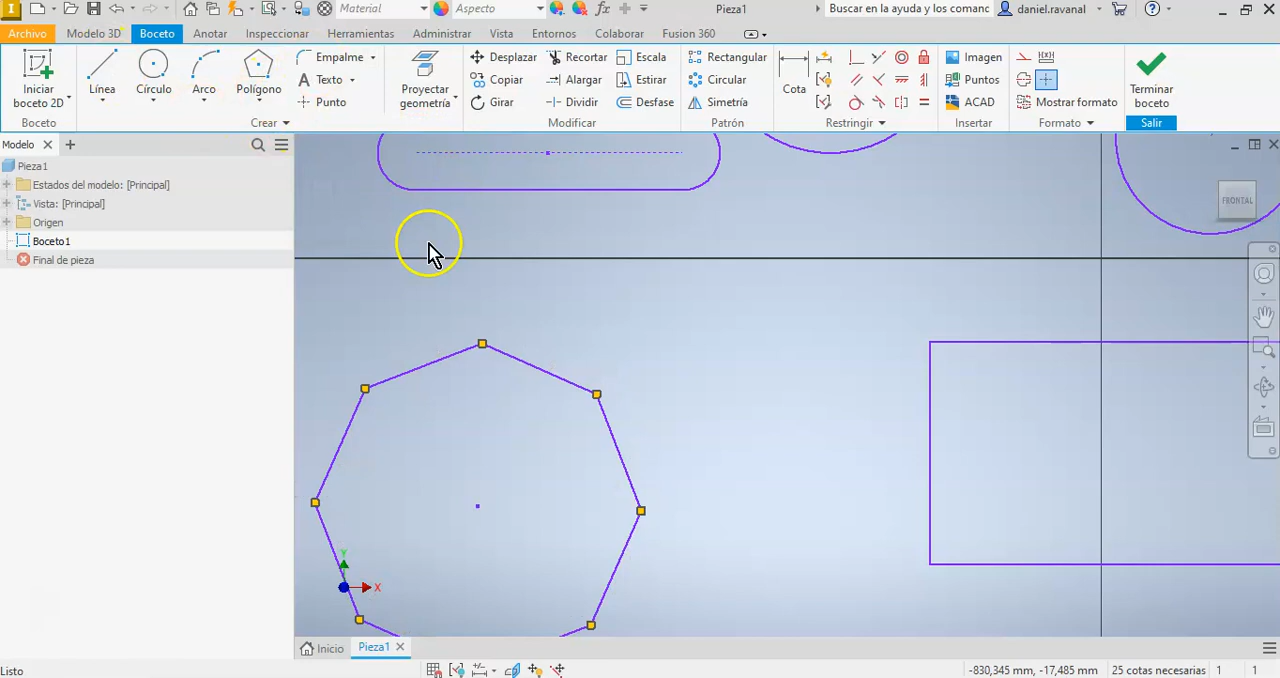 Material Aspecto fx Pieza1 Buscar en la ayuda y los comanc daniel.ravanal
Archivo Modelo 3D Boceto Anotar Inspeccionar Herramientas Administrar Vista Entornos Colaborar Fusion 360
Iniciar boceto 2D
Línea
Círculo
Arco
Polígono
Empalme
Texto
Punto
Proyectar geometría
Desplazar
Copiar
Girar
Recortar
Alargar
Dividir
Escala
Estirar
Desfase
Rectangular
Circular
Simetría
Cota
Imagen
Puntos
ACAD
Mostrar formato
Terminar boceto
Boceto Crear Modificar Patrón Restringir Insertar Formato Salir
Modelo
Pieza1
Estados del modelo: [Principal]
Vista: [Principal]
Origen
Boceto1
Final de pieza
FRONTAL
Y
X
Inicio Pieza1
Listo -830,345 mm, -17,485 mm 25 cotas necesarias 1 1